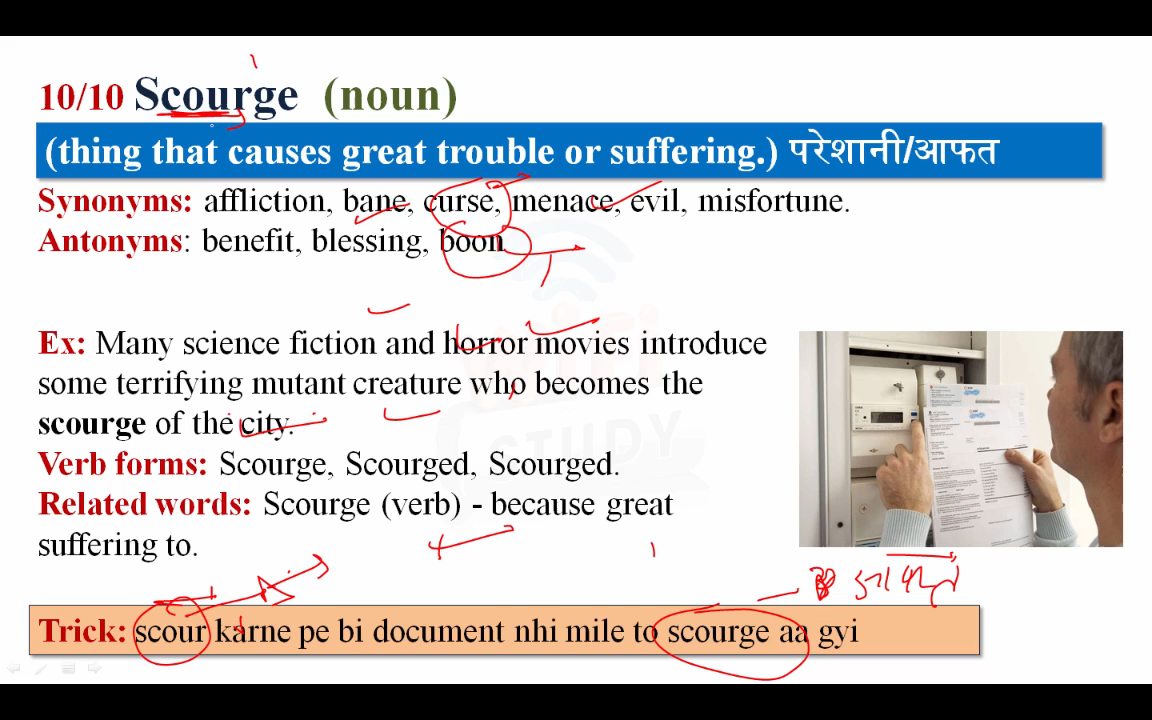 10/10 Scourge (noun)
(thing that causes great trouble or suffering.) परेशानी/आफत
Synonyms: affliction, bane, curse, menace, evil, misfortune.
Antonyms: benefit, blessing, boon
Ex: Many science fiction and horror movies introduce
some terrifying mutant creature who becomes the
scourge of the city.
STUDY
Verb forms: Scourge, Scourged, Scourged.
Related words: Scourge (verb) - because great
suffering to.
Trick: scour karne pe bi document nhi mile to scourge aa gyi